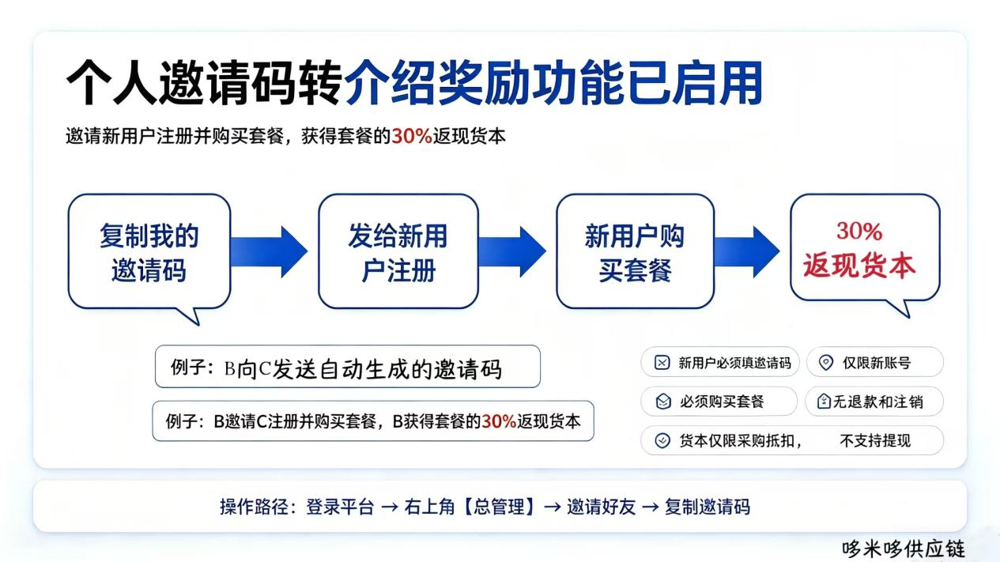 个人邀请码转介绍奖励功能已启用
邀请新用户注册并购买套餐，获得套餐的30%返现货本
复制我的
邀请码
发给新用
户注册
新用户购
买套餐
30%
返现货本
例子：B向C发送自动生成的邀请码
例子：B邀请C注册并购买套餐，B获得套餐的30%返现货本
新用户必须填邀请码
仅限新账号
必须购买套餐
无退款和注销
货本仅限采购抵扣， 不支持提现
操作路径：登录平台 → 右上角【总管理】→ 邀请好友 → 复制邀请码
哆米哆供应链